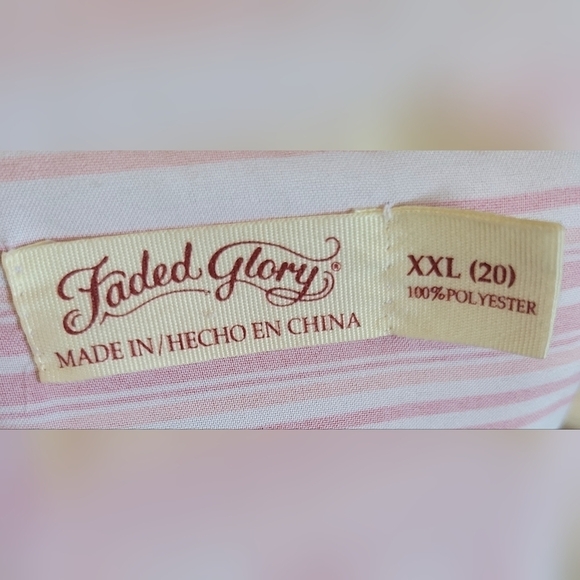 Faded Glory®
MADE IN/HECHO EN CHINA
XXL (20)
100%POLYESTER